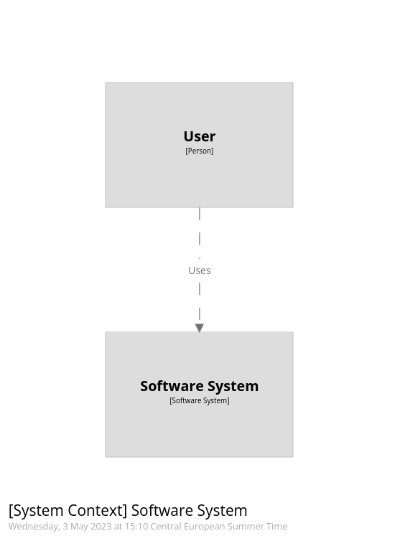 User
[Person]
Uses
Software System
[Software System]
[System Context] Software System
Wednesday, 3 May 2023 at 15:10 Central European Summer Time